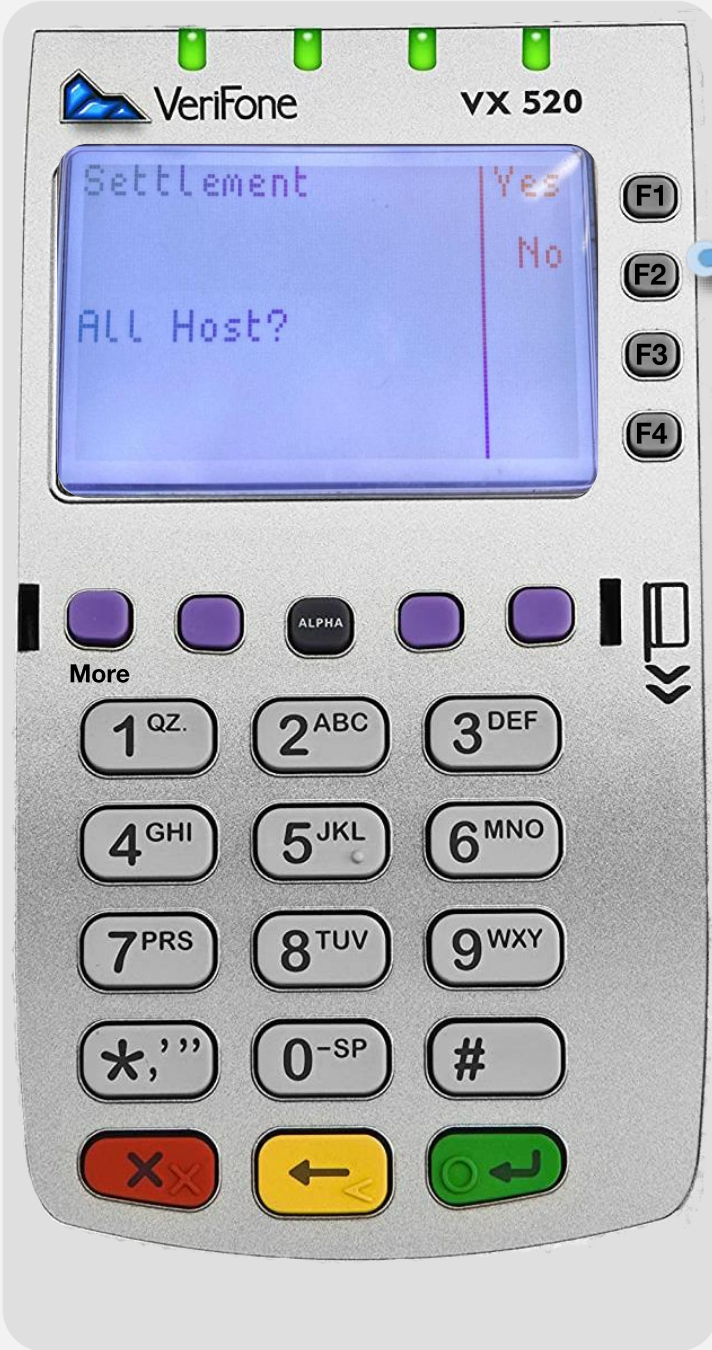 VeriFone VX 520
Settlement Yes
No
All Host?
F1
F2
F3
F4
ALPHA
More
1 QZ. 2 ABC 3 DEF
4 GHI 5 JKL 6 MNO
7 PRS 8 TUV 9 WXY
*,'" 0 -SP #